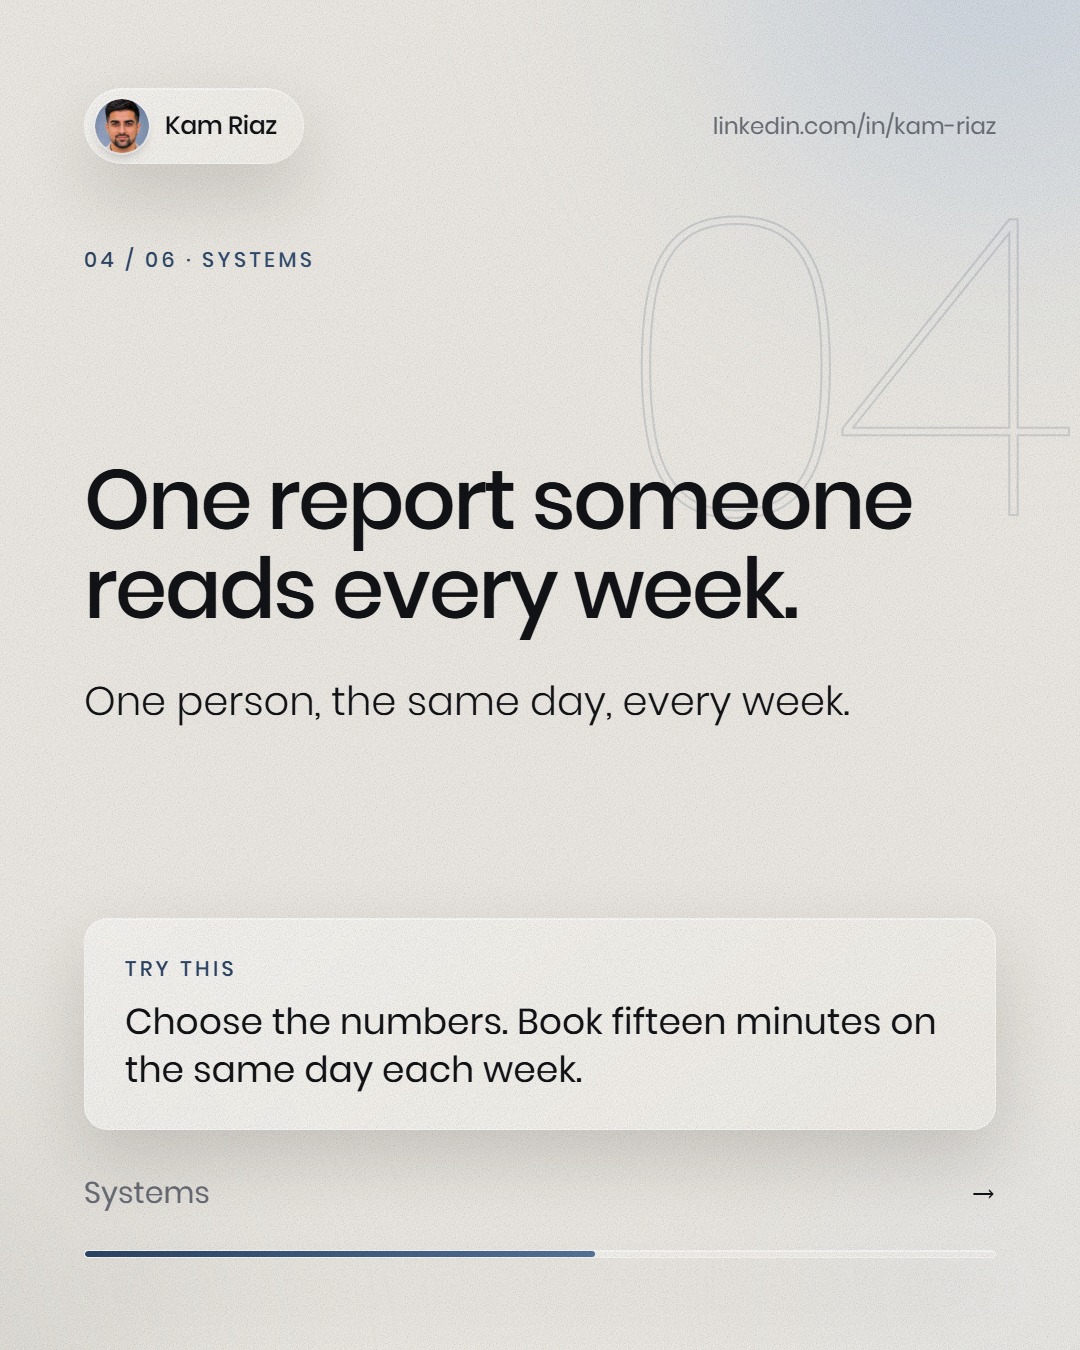 Kam Riaz
linkedin.com/in/kam-riaz
04 / 06 · SYSTEMS
04
One report someone
reads every week.
One person, the same day, every week.
TRY THIS
Choose the numbers. Book fifteen minutes on
the same day each week.
Systems
→